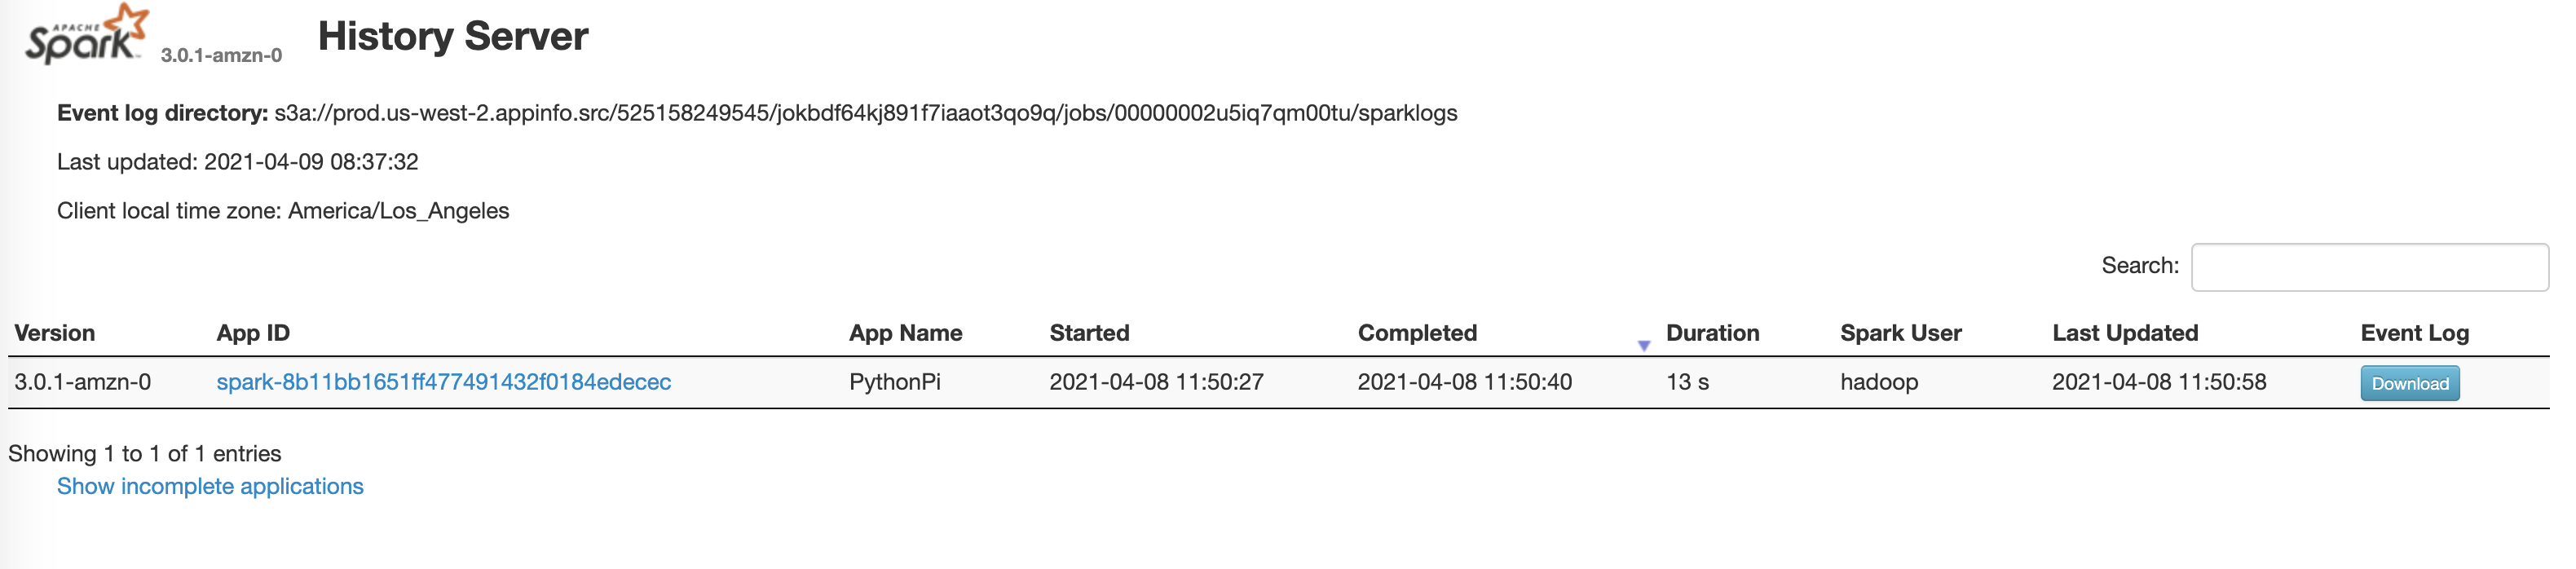 APACHE
Spark 3.0.1-amzn-0 History Server
Event log directory: s3a://prod.us-west-2.appinfo.src/525158249545/jokbdf64kj891f7iaaot3qo9q/jobs/00000002u5iq7qm00tu/sparklogs
Last updated: 2021-04-09 08:37:32
Client local time zone: America/Los_Angeles
Search:
Version App ID App Name Started Completed Duration Spark User Last Updated Event Log
3.0.1-amzn-0 spark-8b11bb1651ff477491432f0184edecec PythonPi 2021-04-08 11:50:27 2021-04-08 11:50:40 13 s hadoop 2021-04-08 11:50:58 Download
Showing 1 to 1 of 1 entries
Show incomplete applications